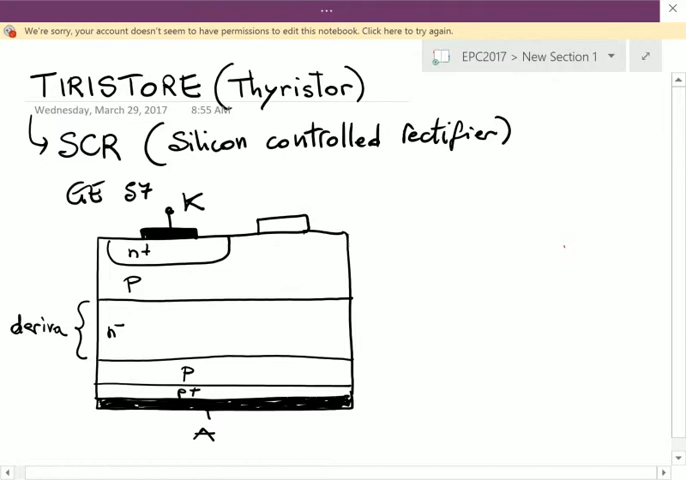 We're sorry, your account doesn't seem to have permissions to edit this notebook. Click here to try again.
EPC2017 > New Section 1
TIRISTORE (Thyristor)
Wednesday, March 29, 2017 8:55 AM
SCR (Silicon controlled rectifier)
GE 57
K
n+
P
deriva
n-
P
p+
A